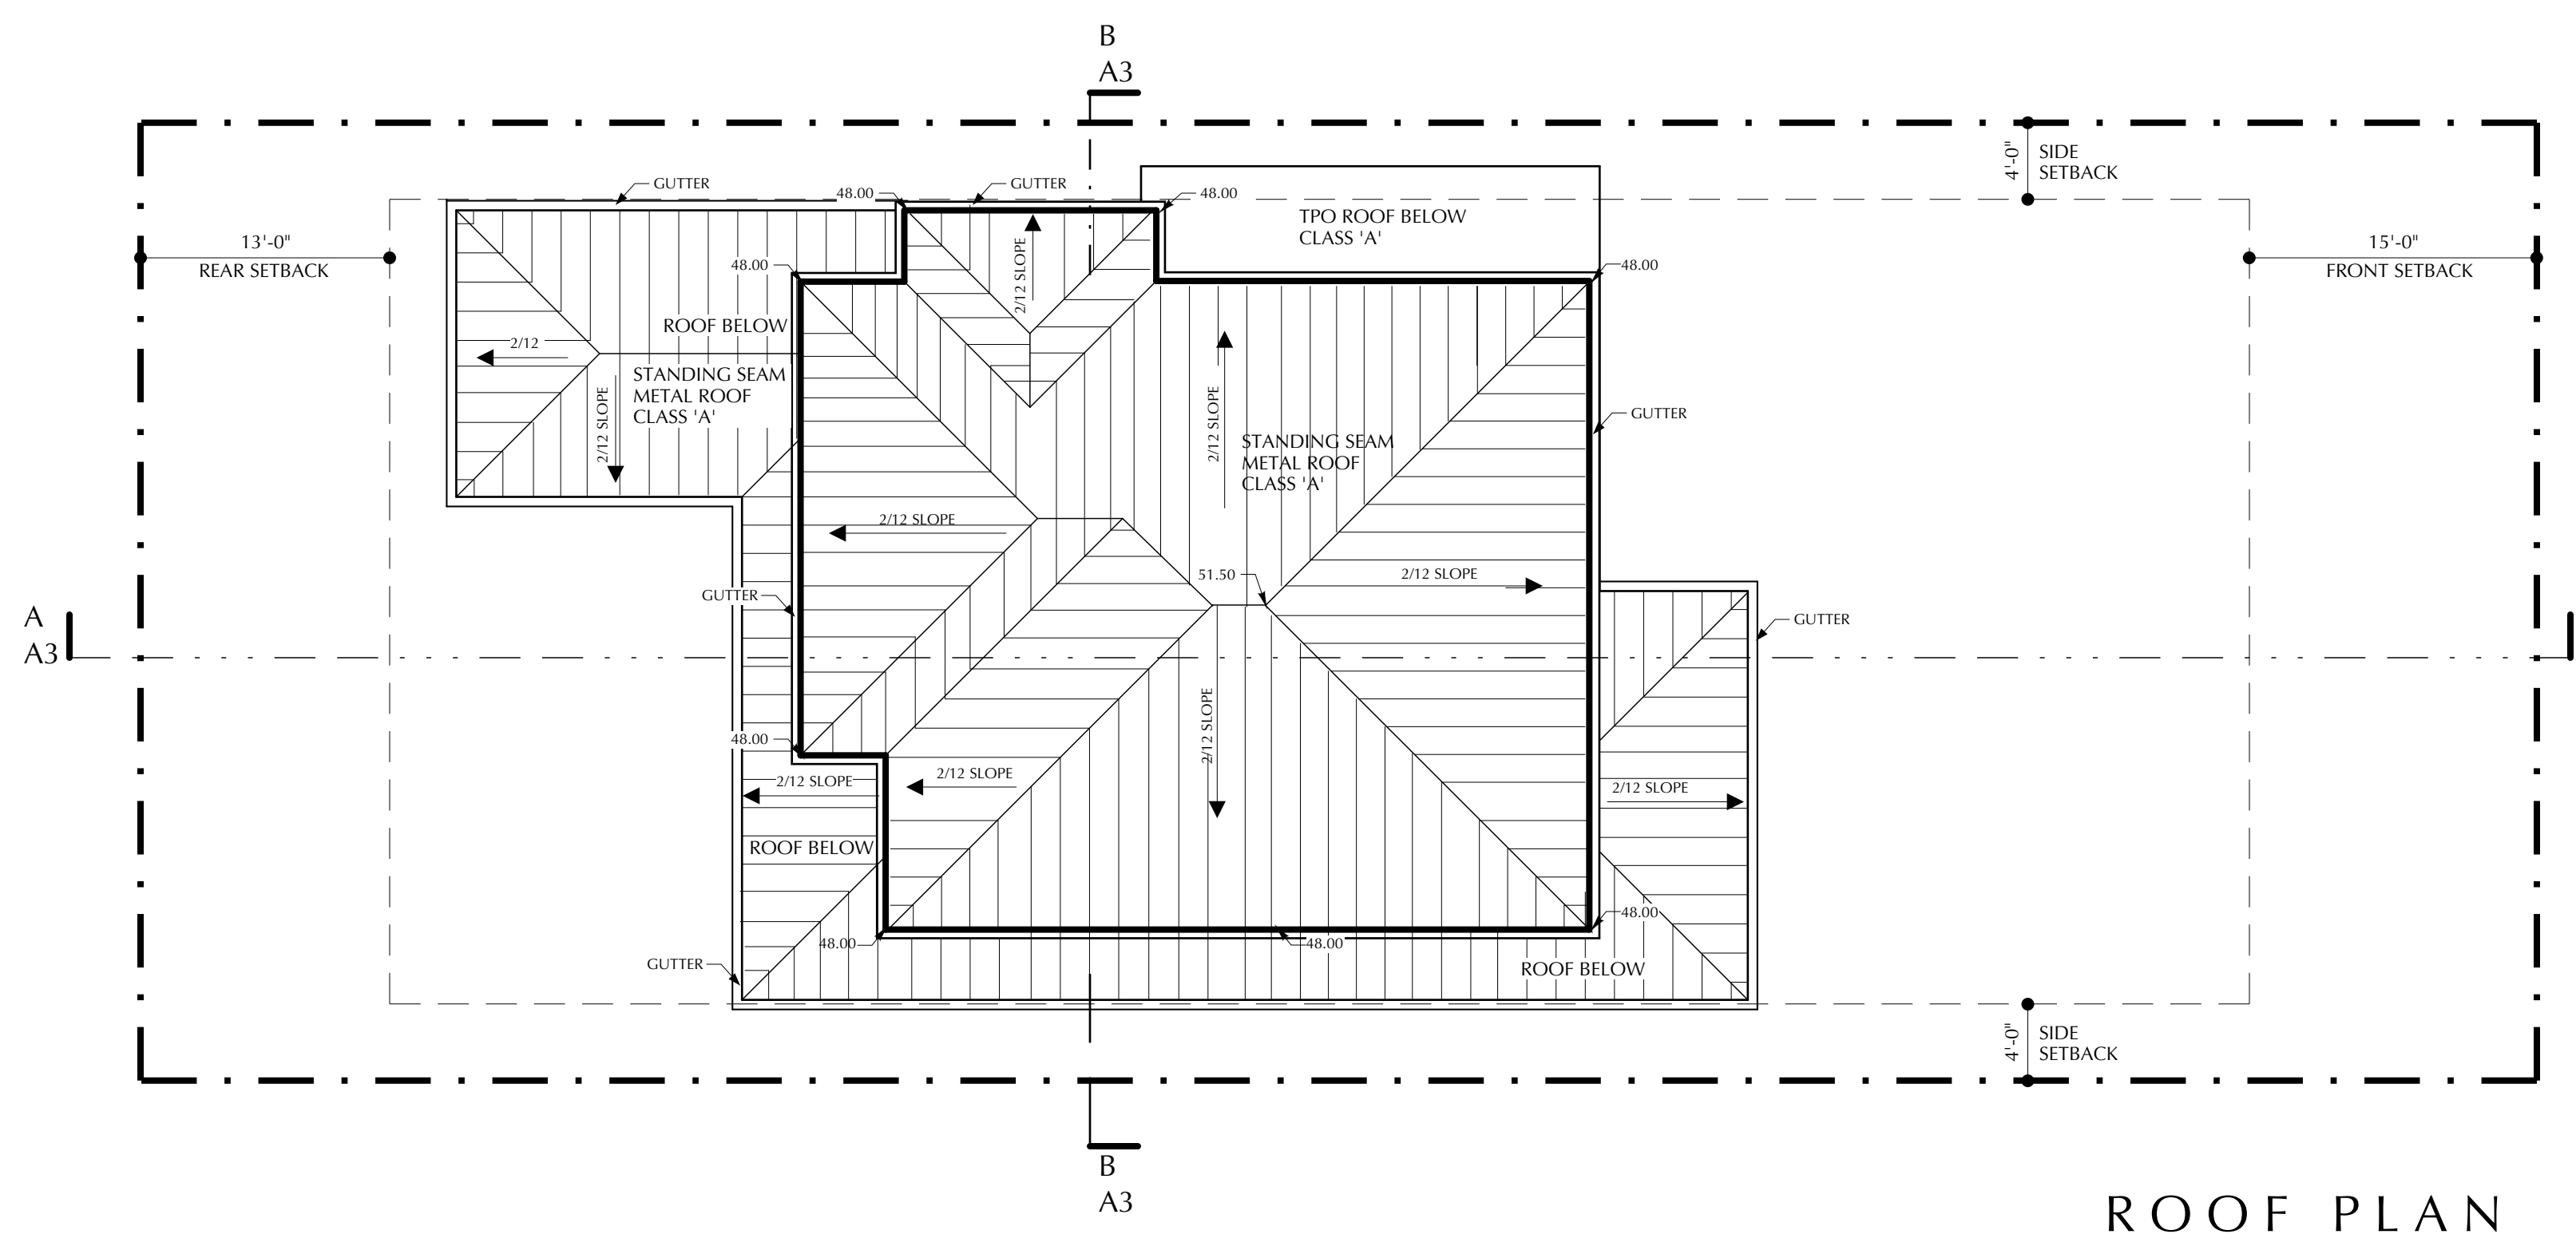 B
A3
GUTTER
48.00
GUTTER
48.00
4'-0"
SIDE
SETBACK
TPO ROOF BELOW
CLASS 'A'
13'-0"
REAR SETBACK
15'-0"
FRONT SETBACK
48.00
2/12 SLOPE
48.00
ROOF BELOW
2/12
STANDING SEAM
METAL ROOF
CLASS 'A'
2/12 SLOPE
2/12 SLOPE
GUTTER
STANDING SEAM
METAL ROOF
CLASS 'A'
2/12 SLOPE
51.50
2/12 SLOPE
GUTTER
A
A3
GUTTER
2/12 SLOPE
48.00
2/12 SLOPE
2/12 SLOPE
2/12 SLOPE
ROOF BELOW
48.00
48.00
48.00
GUTTER
ROOF BELOW
4'-0"
SIDE
SETBACK
B
A3
ROOF PLAN